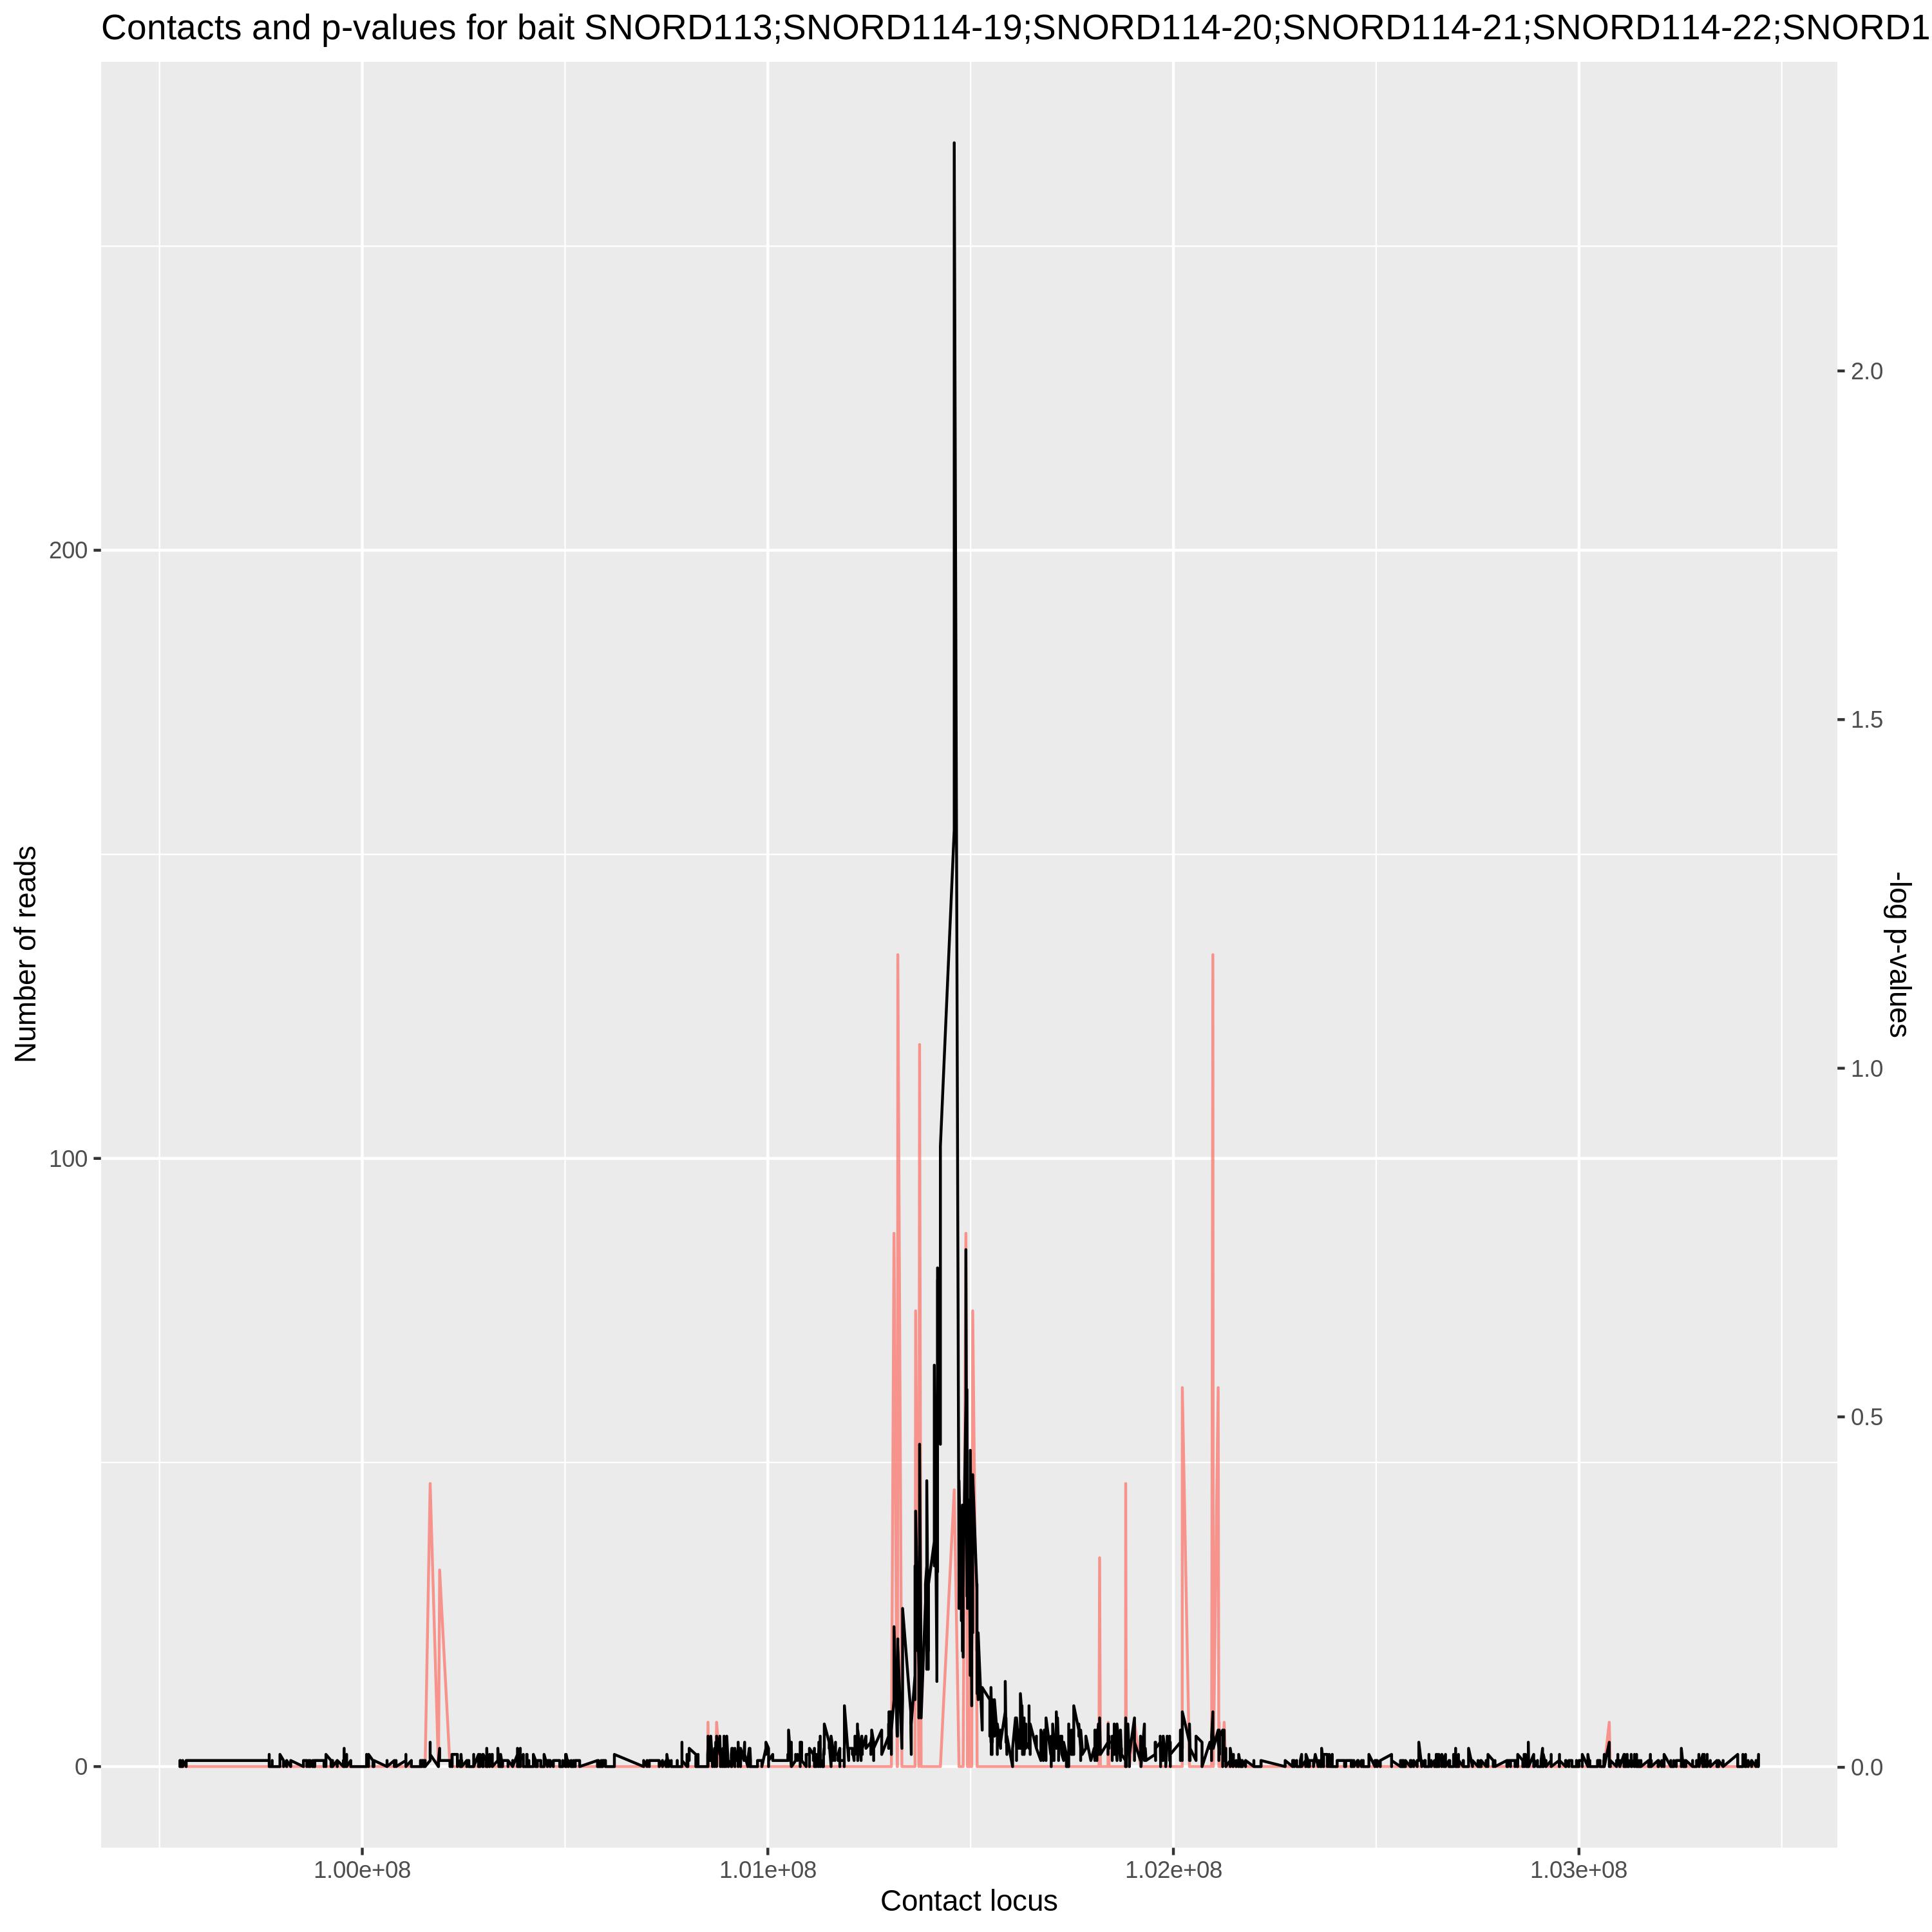 Contacts and p-values for bait SNORD113;SNORD114-19;SNORD114-20;SNORD114-21;SNORD114-22;SNORD1
200
100
0
Number of reads
2.0
1.5
1.0
0.5
0.0
-log p-values
1.00e+08
1.01e+08
1.02e+08
1.03e+08
Contact locus